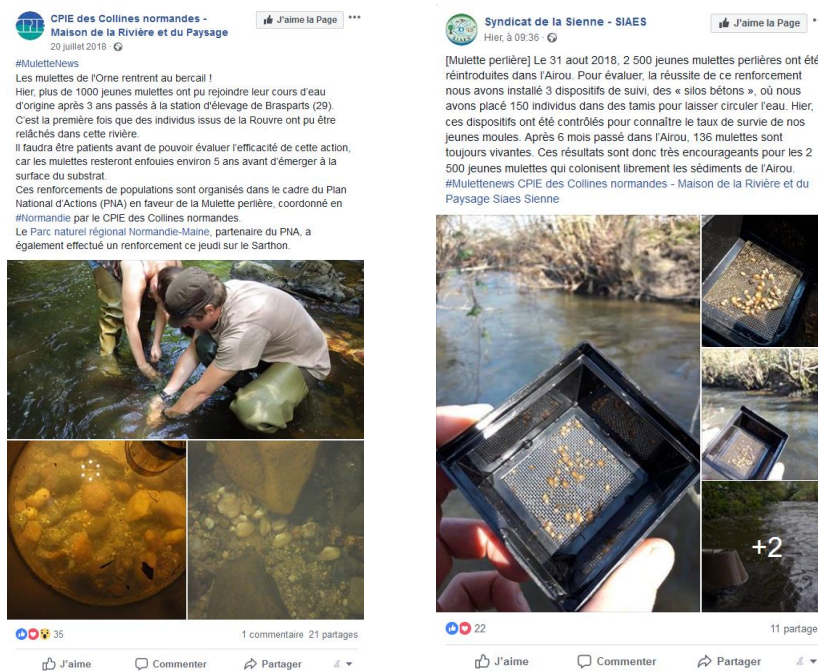 CPIE des Collines normandes -
Maison de la Rivière et du Paysage
20 juillet 2018 ·
J'aime la Page
#MuletteNews
Les mulettes de l'Orne rentrent au bercail !
Hier, plus de 1000 jeunes mulettes ont pu rejoindre leur cours d'eau
d'origine après 3 ans passés à la station d'élevage de Brasparts (29).
C'est la première fois que des individus issus de la Rouvre ont pu être
relâchés dans cette rivière.
Il faudra être patients avant de pouvoir évaluer l'efficacité de cette action,
car les mulettes resteront enfouies environ 5 ans avant d'émerger à la
surface du substrat.
Ces renforcements de populations sont organisés dans le cadre du Plan
National d'Actions (PNA) en faveur de la Mulette perlière, coordonné en
#Normandie par le CPIE des Collines normandes.
Le Parc naturel régional Normandie-Maine, partenaire du PNA, a
également effectué un renforcement ce jeudi sur le Sarthon.
35
1 commentaire 21 partages
J'aime
Commenter
Partager
Syndicat de la Sienne - SIAES
Hier, à 09:36 ·
J'aime la Page
[Mulette perlière] Le 31 aout 2018, 2 500 jeunes mulettes perlières ont été
réintroduites dans l'Airou. Pour évaluer, la réussite de ce renforcement
nous avons installé 3 dispositifs de suivi, des « silos bétons », où nous
avons placé 150 individus dans des tamis pour laisser circuler l'eau. Hier,
ces dispositifs ont été contrôlés pour connaître le taux de survie de nos
jeunes moules. Après 6 mois passé dans l'Airou, 136 mulettes sont
toujours vivantes. Ces résultats sont donc très encourageants pour les 2
500 jeunes mulettes qui colonisent librement les sédiments de l'Airou.
#Mulettenews CPIE des Collines normandes - Maison de la Rivière et du
Paysage Siaes Sienne
+2
22
11 partage
J'aime
Commenter
Partager